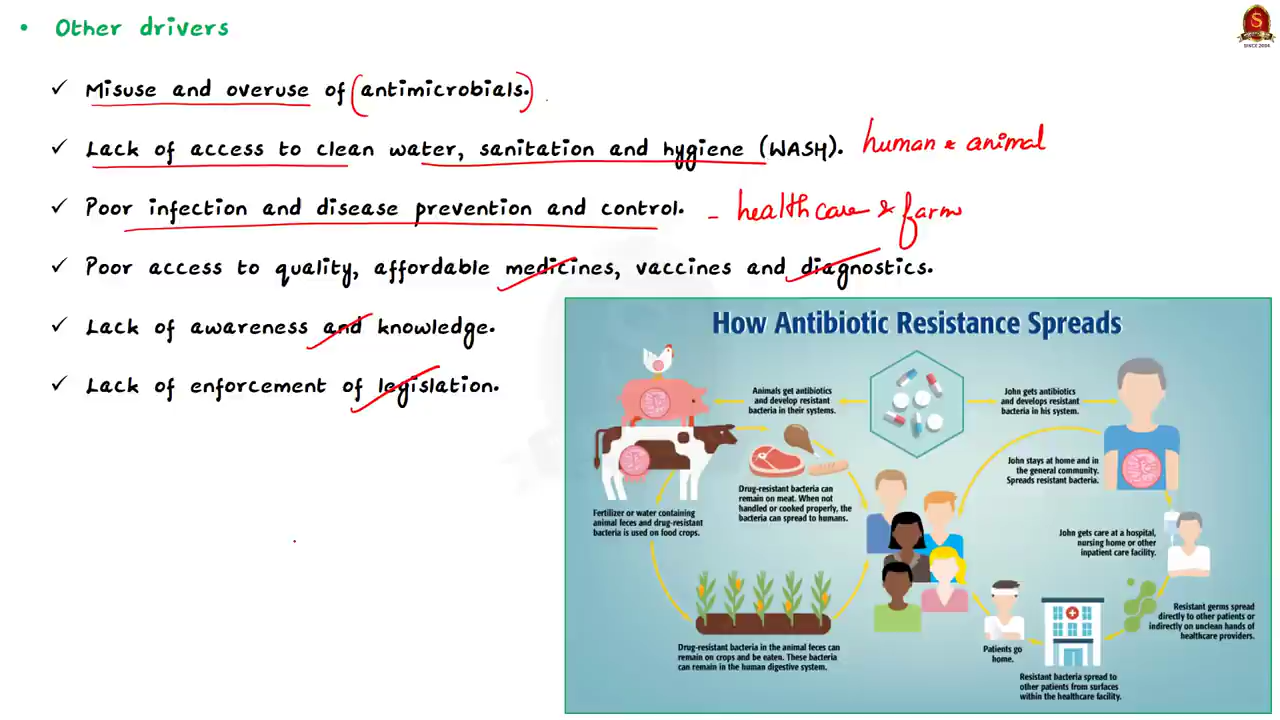 • Other drivers
✓ Misuse and overuse of (antimicrobials.)
✓ Lack of access to clean water, sanitation and hygiene (WASH). human & animal
✓ Poor infection and disease prevention and control. - healthcare & farm
✓ Poor access to quality, affordable medicines, vaccines and diagnostics.
✓ Lack of awareness and knowledge.
✓ Lack of enforcement of legislation.
How Antibiotic Resistance Spreads
Animals get antibiotics
and develop resistant
bacteria in their systems.
John gets antibiotics
and develops resistant
bacteria in his system.
Drug-resistant bacteria can
remain on meat. When not
handled or cooked properly, the
bacteria can spread to humans.
John stays at home and in
the general community.
Spreads resistant bacteria.
Fertilizer or water containing
animal feces and drug-resistant
bacteria is used on food crops.
John gets care at a hospital,
nursing home or other
inpatient care facility.
Resistant germs spread
directly to other patients or
indirectly on unclean hands of
healthcare providers.
Drug-resistant bacteria in the animal feces can
remain on crops and be eaten. These bacteria
can remain in the human digestive system.
Patients go
home.
Resistant bacteria spread to
other patients from surfaces
within the healthcare facility.
S
SINCE 2004